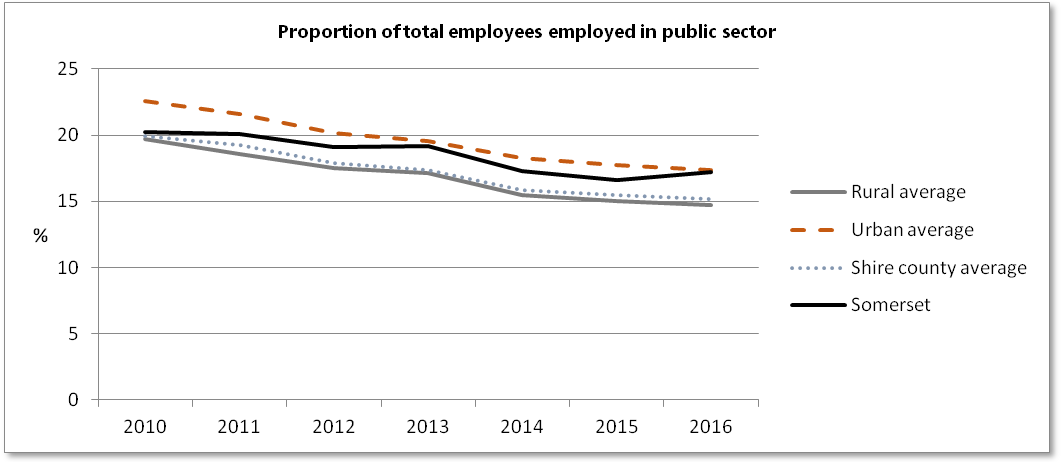 Proportion of total employees employed in public sector
25
20
15
10
5
0
%
2010 2011 2012 2013 2014 2015 2016
Rural average
Urban average
Shire county average
Somerset